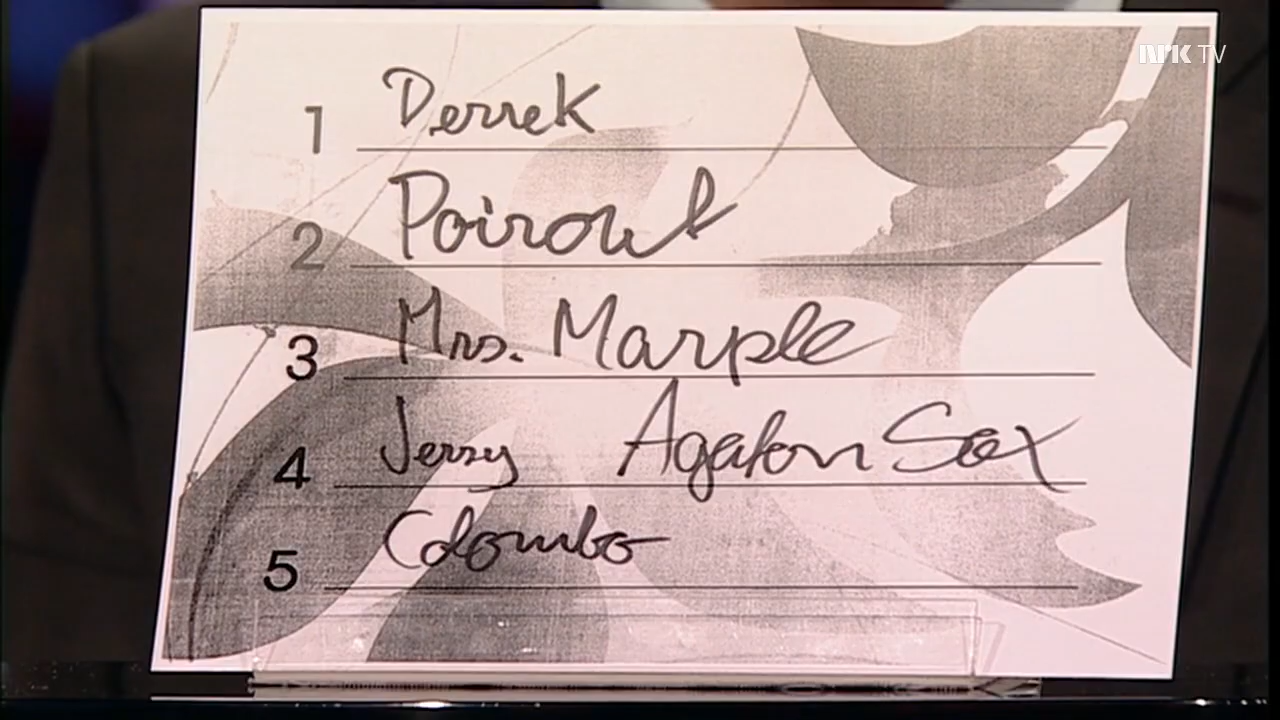 NRK TV
1 Derrek
2 Poirout
3 Mrs. Marple
4 Jerry Agaton Sax
5 Colombo